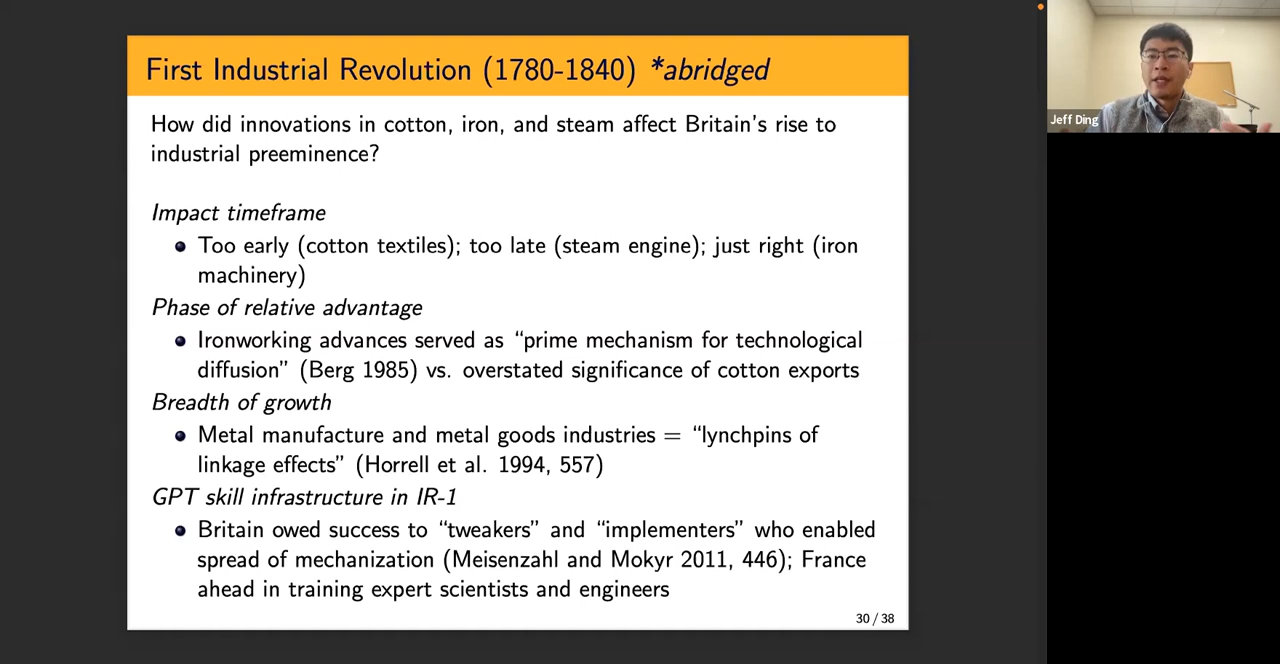 First Industrial Revolution (1780-1840) *abridged
How did innovations in cotton, iron, and steam affect Britain's rise to
industrial preeminence?
Impact timeframe
Too early (cotton textiles); too late (steam engine); just right (iron
machinery)
Phase of relative advantage
Ironworking advances served as “prime mechanism for technological
diffusion” (Berg 1985) vs. overstated significance of cotton exports
Breadth of growth
Metal manufacture and metal goods industries = “lynchpins of
linkage effects” (Horrell et al. 1994, 557)
GPT skill infrastructure in IR-1
Britain owed success to “tweakers” and “implementers” who enabled
spread of mechanization (Meisenzahl and Mokyr 2011, 446); France
ahead in training expert scientists and engineers
30 / 38
Jeff Ding